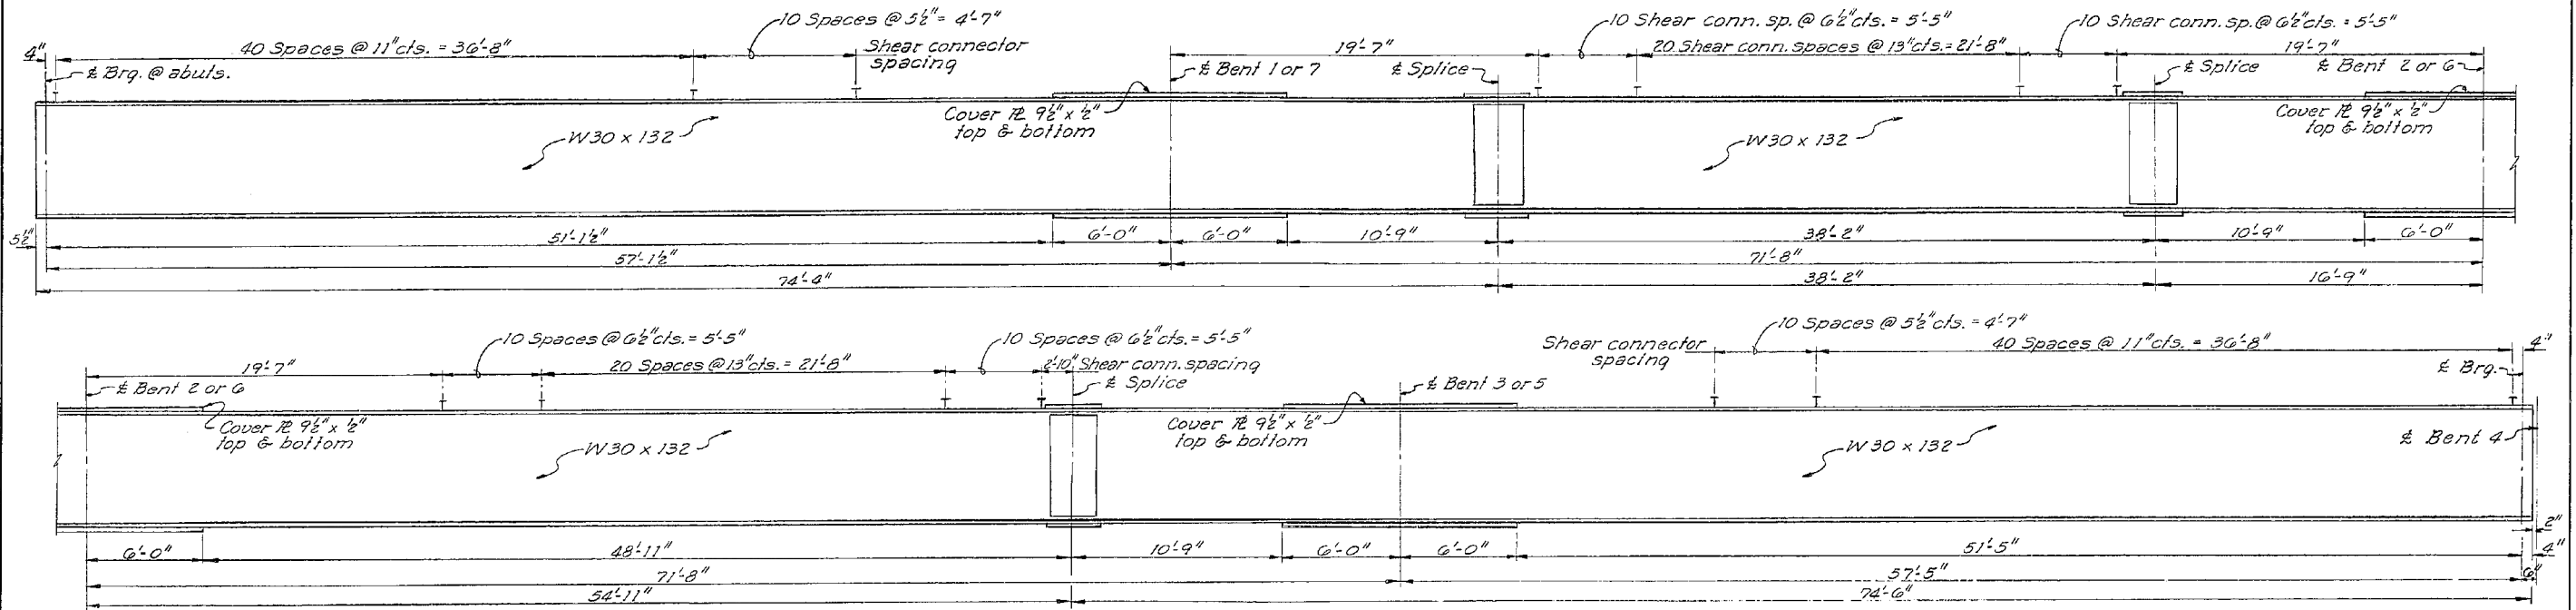 10 Spaces @ 5½" = 4'-7"
10 Shear conn. sp. @ 6½"cts. = 5'-5"
10 Shear conn. sp. @ 6½"cts. = 5'-5"
4"
40 Spaces @ 11"cts. = 36'-8"
Shear connector
spacing
19'-7"
20 Shear conn. spaces @ 13"cts. = 21'-8"
19'-7"
℄ Brg. @ abuts.
℄ Bent 1 or 7
℄ Splice
℄ Splice
℄ Bent 2 or 6
Cover ℞ 9½" x ½"
top & bottom
Cover ℞ 9½" x ½"
top & bottom
W30 x 132
W30 x 132
5½"
51'-1½"
6'-0"
6'-0"
10'-9"
38'-2"
10'-9"
6'-0"
57'-1½"
71'-8"
74'-4"
38'-2"
16'-9"
10 Spaces @ 6½"cts. = 5'-5"
10 Spaces @ 6½"cts. = 5'-5"
10 Spaces @ 5½"cts. = 4'-7"
19'-7"
20 Spaces @ 13"cts. = 21'-8"
2'-10" Shear conn. spacing
Shear connector
spacing
40 Spaces @ 11"cts. = 36'-8"
4"
℄ Bent 2 or 6
℄ Splice
℄ Bent 3 or 5
℄ Brg.
Cover ℞ 9½" x ½"
top & bottom
Cover ℞ 9½" x ½"
top & bottom
℄ Bent 4
W30 x 132
W30 x 132
2"
6'-0"
48'-11"
10'-9"
6'-0"
6'-0"
51'-5"
4"
71'-8"
57'-5"
6"
54'-11"
74'-6"